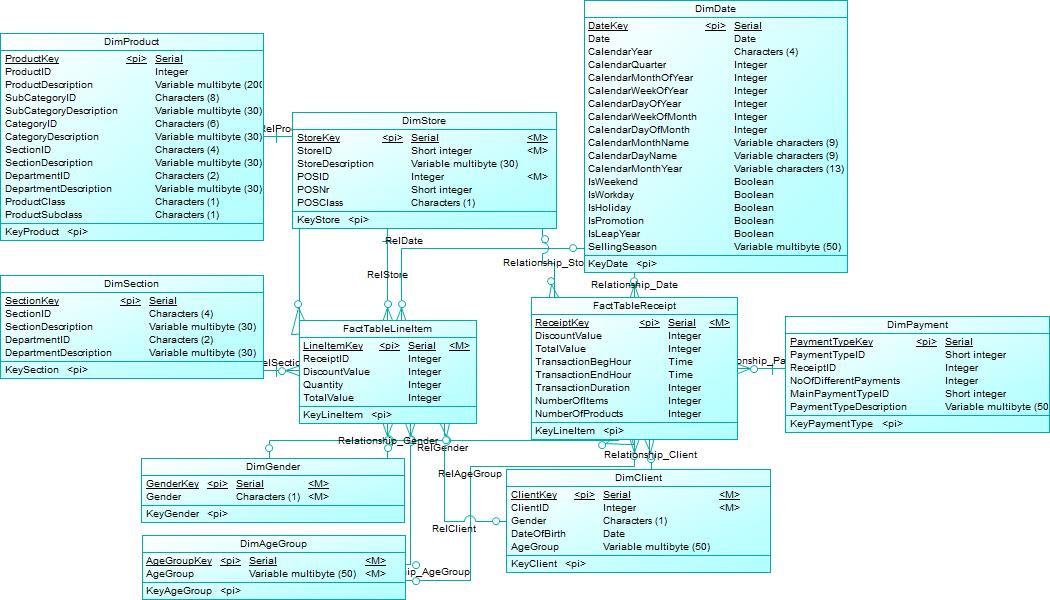 DimProduct
ProductKey <pi> Serial
ProductID Integer
ProductDescription Variable multibyte (200
SubCategoryID Characters (8)
SubCategoryDescription Variable multibyte (30)
CategoryID Characters (6)
CategoryDescription Variable multibyte (30)
SectionID Characters (4)
SectionDescription Variable multibyte (30)
DepartmentID Characters (2)
DepartmentDescription Variable multibyte (30)
ProductClass Characters (1)
ProductSubclass Characters (1)
KeyProduct <pi>
DimStore
StoreKey <pi> Serial <M>
StoreID Short integer <M>
StoreDescription Variable multibyte (30)
POSID Integer <M>
POSNr Short integer
POSClass Characters (1)
KeyStore <pi>
DimDate
DateKey <pi> Serial
Date Date
CalendarYear Characters (4)
CalendarQuarter Integer
CalendarMonthOfYear Integer
CalendarWeekOfYear Integer
CalendarDayOfYear Integer
CalendarWeekOfMonth Integer
CalendarDayOfMonth Integer
CalendarMonthName Variable characters (9)
CalendarDayName Variable characters (9)
CalendarMonthYear Variable characters (13)
IsWeekend Boolean
IsWorkday Boolean
IsHoliday Boolean
IsPromotion Boolean
IsLeapYear Boolean
SellingSeason Variable multibyte (50)
KeyDate <pi>
elPro
RelDate
RelStore
Relationship_Sto
Relationship_Date
DimSection
SectionKey <pi> Serial
SectionID Characters (4)
SectionDescription Variable multibyte (30)
DepartmentID Characters (2)
DepartmentDescription Variable multibyte (30)
KeySection <pi>
elSectio
FactTableLineItem
LineItemKey <pi> Serial <M>
ReceiptID Integer
DiscountValue Integer
Quantity Integer
TotalValue Integer
KeyLineItem <pi>
FactTableReceipt
ReceiptKey <pi> Serial <M>
DiscountValue Integer
TotalValue Integer
TransactionBegHour Time
TransactionEndHour Time
TransactionDuration Integer
NumberOfItems Integer
NumberOfProducts Integer
KeyLineItem <pi>
onship_Pa
DimPayment
PaymentTypeKey <pi> Serial
PaymentTypeID Short integer
ReceiptID Integer
NoOfDifferentPayments Integer
MainPaymentTypeID Short integer
PaymentTypeDescription Variable multibyte (50
KeyPaymentType <pi>
Relationship_Gender
RelGender
Relationship_Client
RelAgeGroup
RelClient
ip_AgeGroup
DimGender
GenderKey <pi> Serial <M>
Gender Characters (1) <M>
KeyGender <pi>
DimClient
ClientKey <pi> Serial <M>
ClientID Integer <M>
Gender Characters (1)
DateOfBirth Date
AgeGroup Variable multibyte (50)
KeyClient <pi>
DimAgeGroup
AgeGroupKey <pi> Serial <M>
AgeGroup Variable multibyte (50) <M>
KeyAgeGroup <pi>